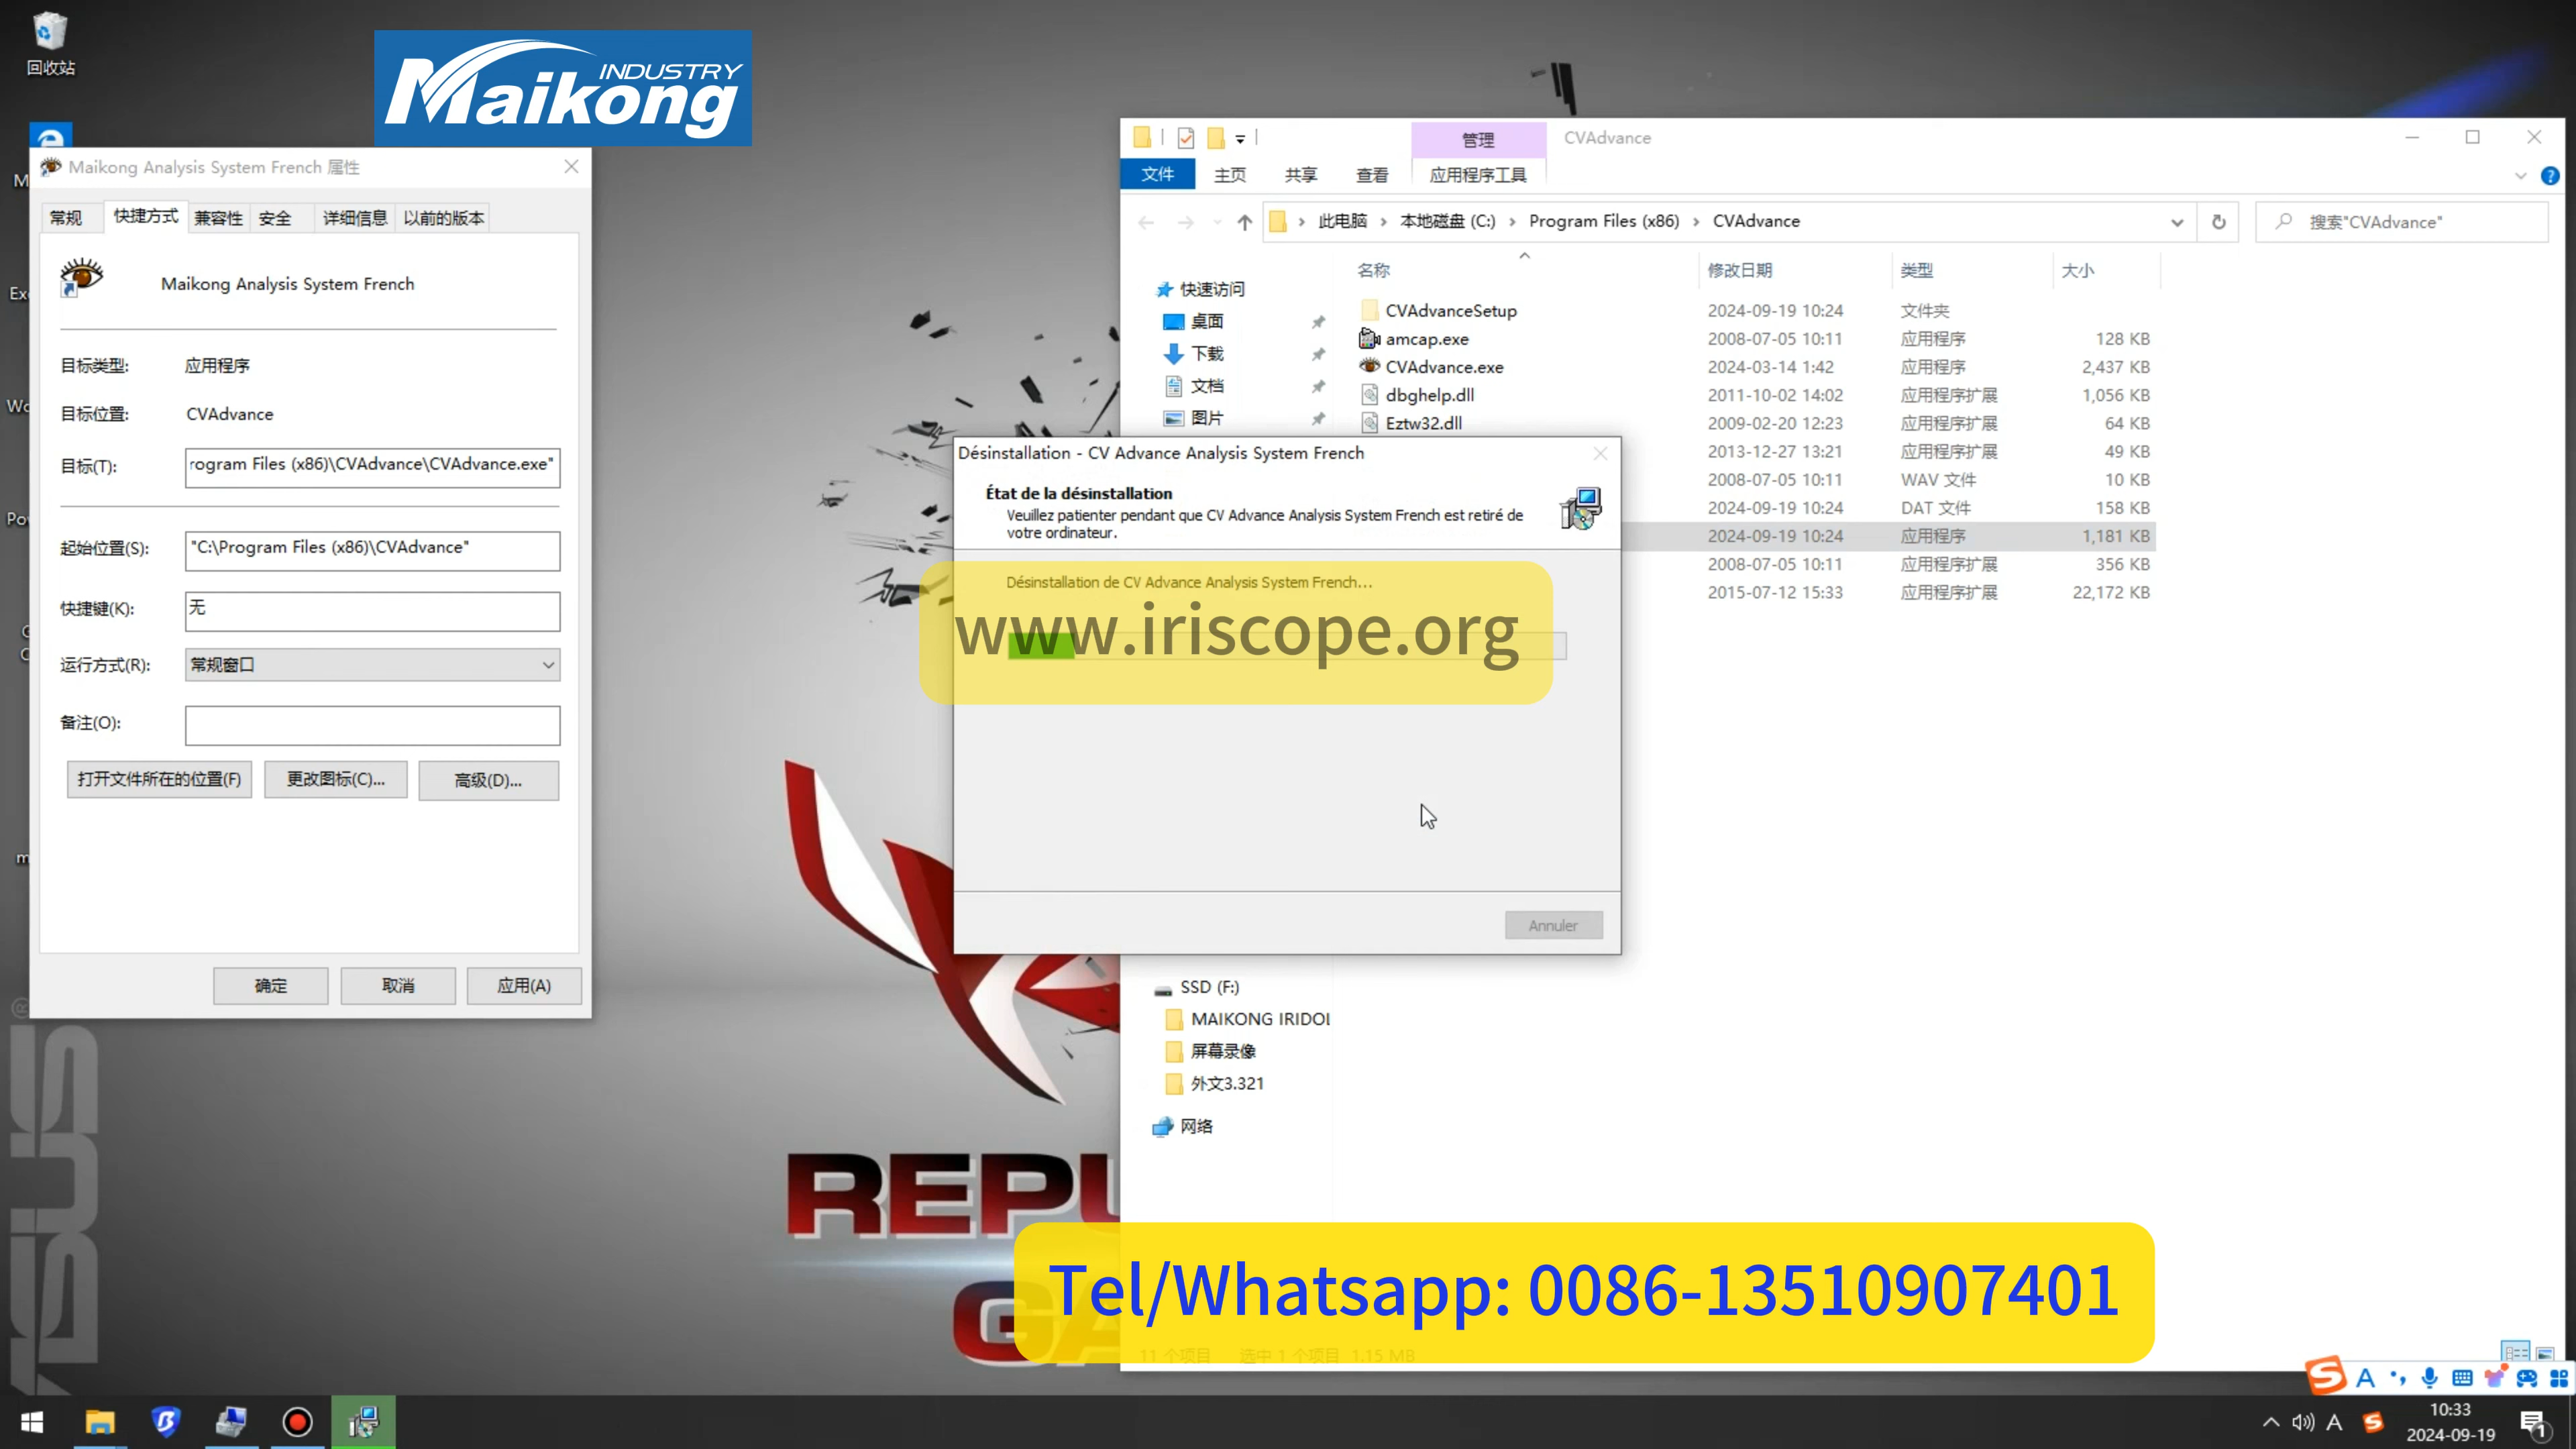 回收站
INDUSTRY
Maikong
Maikong Analysis System French 属性
常规 快捷方式 兼容性 安全 详细信息 以前的版本
Maikong Analysis System French
目标类型: 应用程序
目标位置: CVAdvance
目标(T): rogram Files (x86)\CVAdvance\CVAdvance.exe"
起始位置(S): "C:\Program Files (x86)\CVAdvance"
快捷键(K): 无
运行方式(R): 常规窗口
备注(O):
打开文件所在的位置(F) 更改图标(C)... 高级(D)...
确定 取消 应用(A)
管理 CVAdvance
文件 主页 共享 查看 应用程序工具
此电脑 本地磁盘 (C:) Program Files (x86) CVAdvance
搜索"CVAdvance"
名称 修改日期 类型 大小
快速访问
桌面
下载
文档
图片
CVAdvanceSetup 2024-09-19 10:24 文件夹
amcap.exe 2008-07-05 10:11 应用程序 128 KB
CVAdvance.exe 2024-03-14 1:42 应用程序 2,437 KB
dbghelp.dll 2011-10-02 14:02 应用程序扩展 1,056 KB
Eztw32.dll 2009-02-20 12:23 应用程序扩展 64 KB
2013-12-27 13:21 应用程序扩展 49 KB
2008-07-05 10:11 WAV 文件 10 KB
2024-09-19 10:24 DAT 文件 158 KB
2024-09-19 10:24 应用程序 1,181 KB
2008-07-05 10:11 应用程序扩展 356 KB
2015-07-12 15:33 应用程序扩展 22,172 KB
Désinstallation - CV Advance Analysis System French
État de la désinstallation
Veuillez patienter pendant que CV Advance Analysis System French est retiré de
votre ordinateur.
Désinstallation de CV Advance Analysis System French...
www.iriscope.org
Annuler
SSD (F:)
MAIKONG IRIDOL
屏幕录像
外文3.321
网络
ASUS
REPU
GA
Tel/Whatsapp: 0086-13510907401
11 个项目 选中 1 个项目 1.15 MB
10:33
2024-09-19